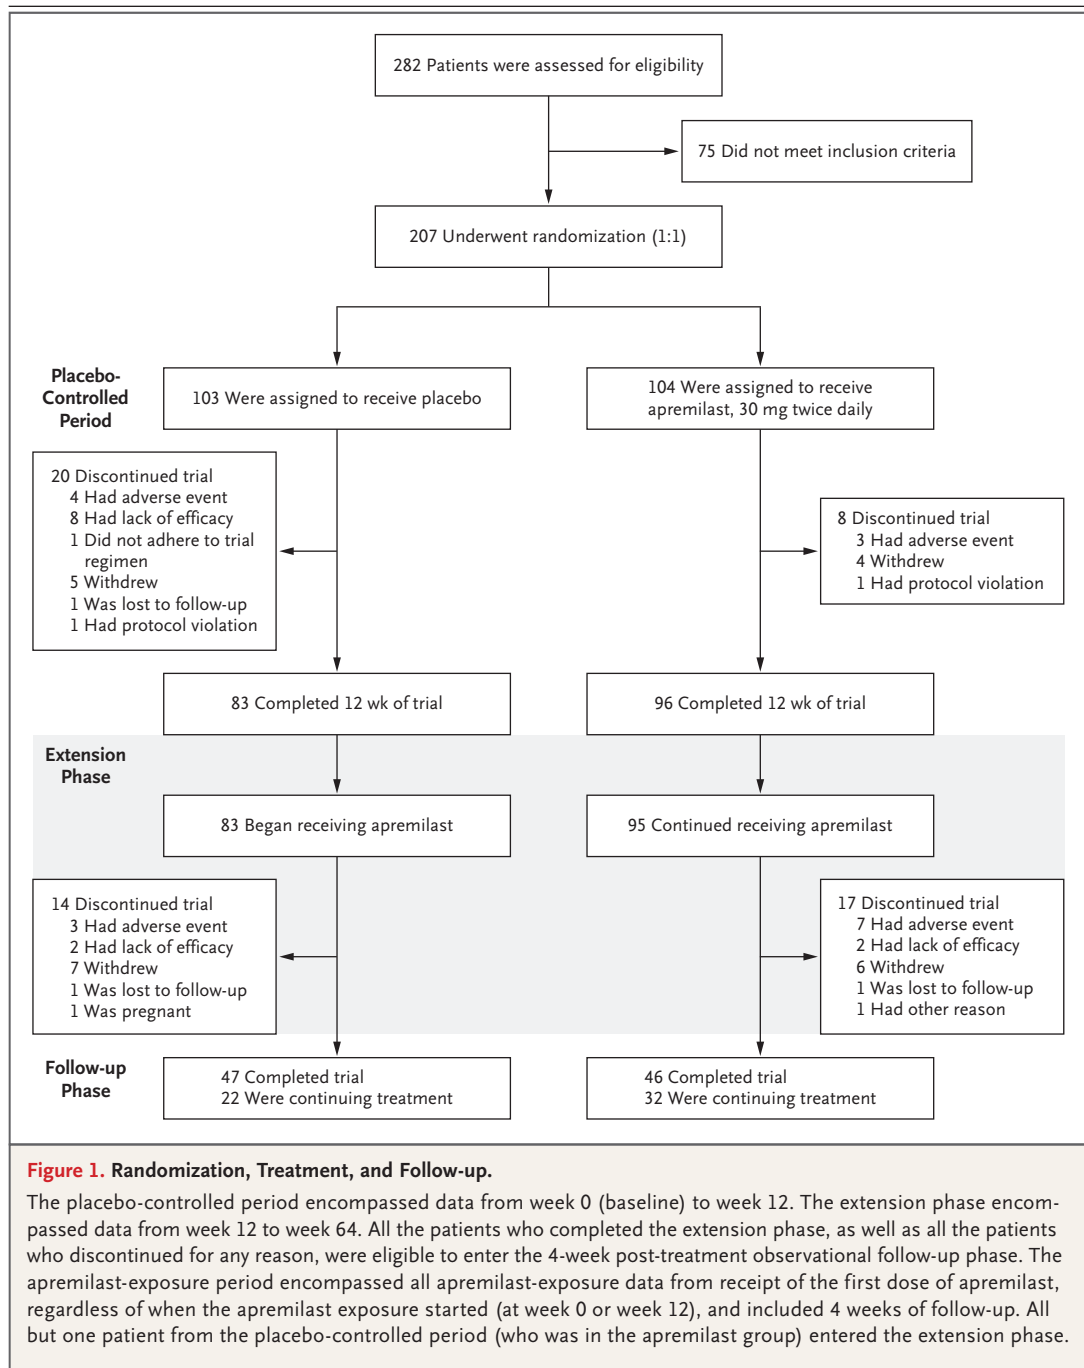 282 Patients were assessed for eligibility
75 Did not meet inclusion criteria
207 Underwent randomization (1:1)
Placebo-
Controlled
Period
103 Were assigned to receive placebo
104 Were assigned to receive
apremilast, 30 mg twice daily
20 Discontinued trial
4 Had adverse event
8 Had lack of efficacy
1 Did not adhere to trial
regimen
5 Withdrew
1 Was lost to follow-up
1 Had protocol violation
8 Discontinued trial
3 Had adverse event
4 Withdrew
1 Had protocol violation
83 Completed 12 wk of trial
96 Completed 12 wk of trial
Extension
Phase
83 Began receiving apremilast
95 Continued receiving apremilast
14 Discontinued trial
3 Had adverse event
2 Had lack of efficacy
7 Withdrew
1 Was lost to follow-up
1 Was pregnant
17 Discontinued trial
7 Had adverse event
2 Had lack of efficacy
6 Withdrew
1 Was lost to follow-up
1 Had other reason
Follow-up
Phase
47 Completed trial
22 Were continuing treatment
46 Completed trial
32 Were continuing treatment
Figure 1. Randomization, Treatment, and Follow-up.
The placebo-controlled period encompassed data from week 0 (baseline) to week 12. The extension phase encom-
passed data from week 12 to week 64. All the patients who completed the extension phase, as well as all the patients
who discontinued for any reason, were eligible to enter the 4-week post-treatment observational follow-up phase. The
apremilast-exposure period encompassed all apremilast-exposure data from receipt of the first dose of apremilast,
regardless of when the apremilast exposure started (at week 0 or week 12), and included 4 weeks of follow-up. All
but one patient from the placebo-controlled period (who was in the apremilast group) entered the extension phase.